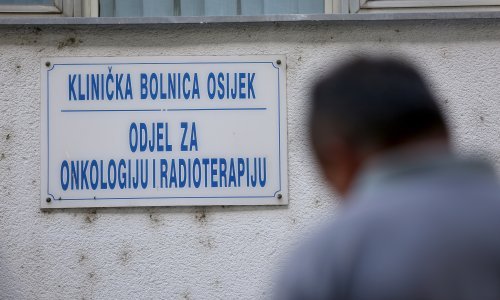 KLINIČKA BOLNICA OSIJEK
ODJEL ZA
ONKOLOGIJU I RADIOTERAPIJU